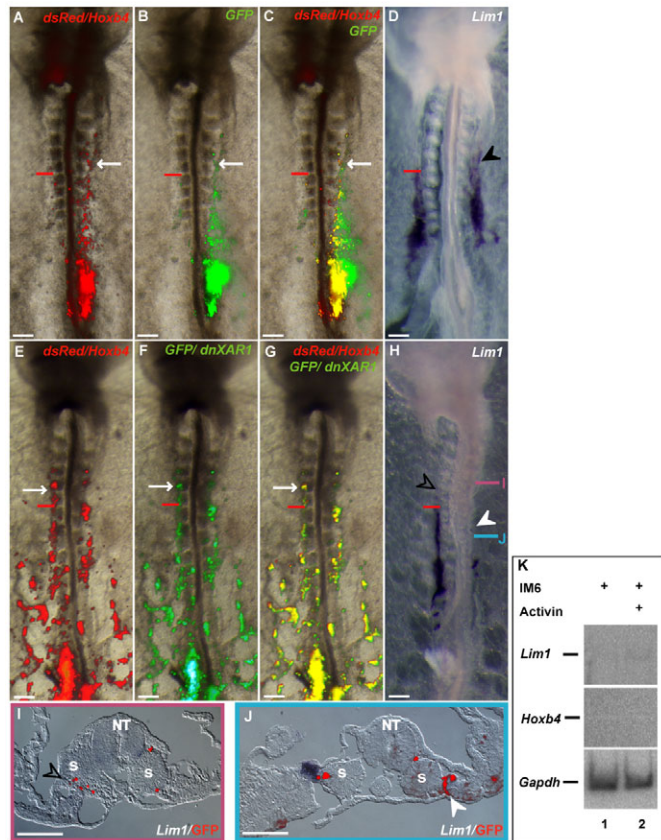 A dsRed/Hoxb4
B GFP
C dsRed/Hoxb4
GFP
D Lim1
E dsRed/Hoxb4
F GFP/ dnXAR1
G dsRed/Hoxb4
GFP/ dnXAR1
H Lim1
I
J
I NT
S S
Lim1/GFP
J NT
S S
Lim1/GFP
K
IM6 + +
Activin +
Lim1
Hoxb4
Gapdh
1 2